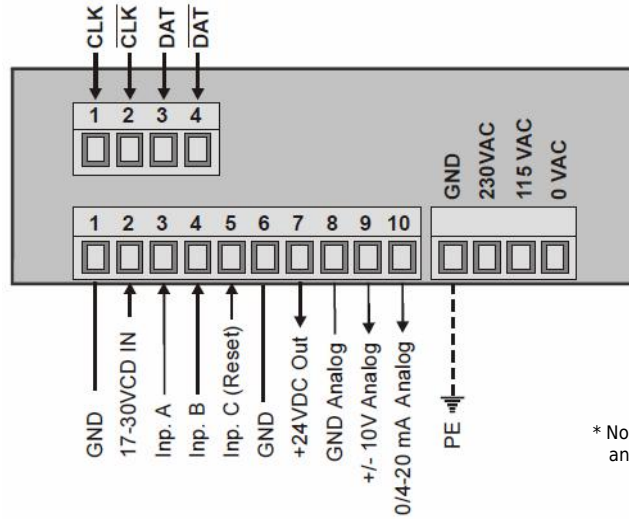 CLK
CLK
DAT
DAT
1 2 3 4
GND
230VAC
115 VAC
0 VAC
1 2 3 4 5 6 7 8 9 10
GND
17-30VCD IN
Inp. A
Inp. B
Inp. C (Reset)
GND
+24VDC Out
GND Analog
+/- 10V Analog
0/4-20 mA Analog
PE
* No
an